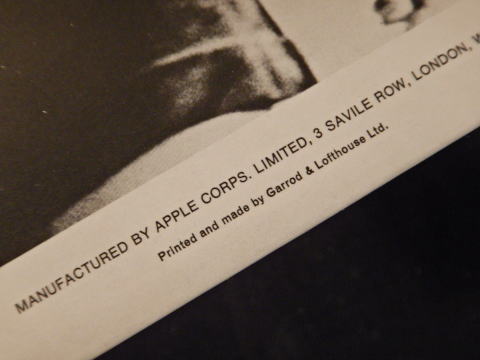 MANUFACTURED BY APPLE CORPS. LIMITED, 3 SAVILE ROW, LONDON,
Printed and made by Garrod & Lofthouse Ltd.